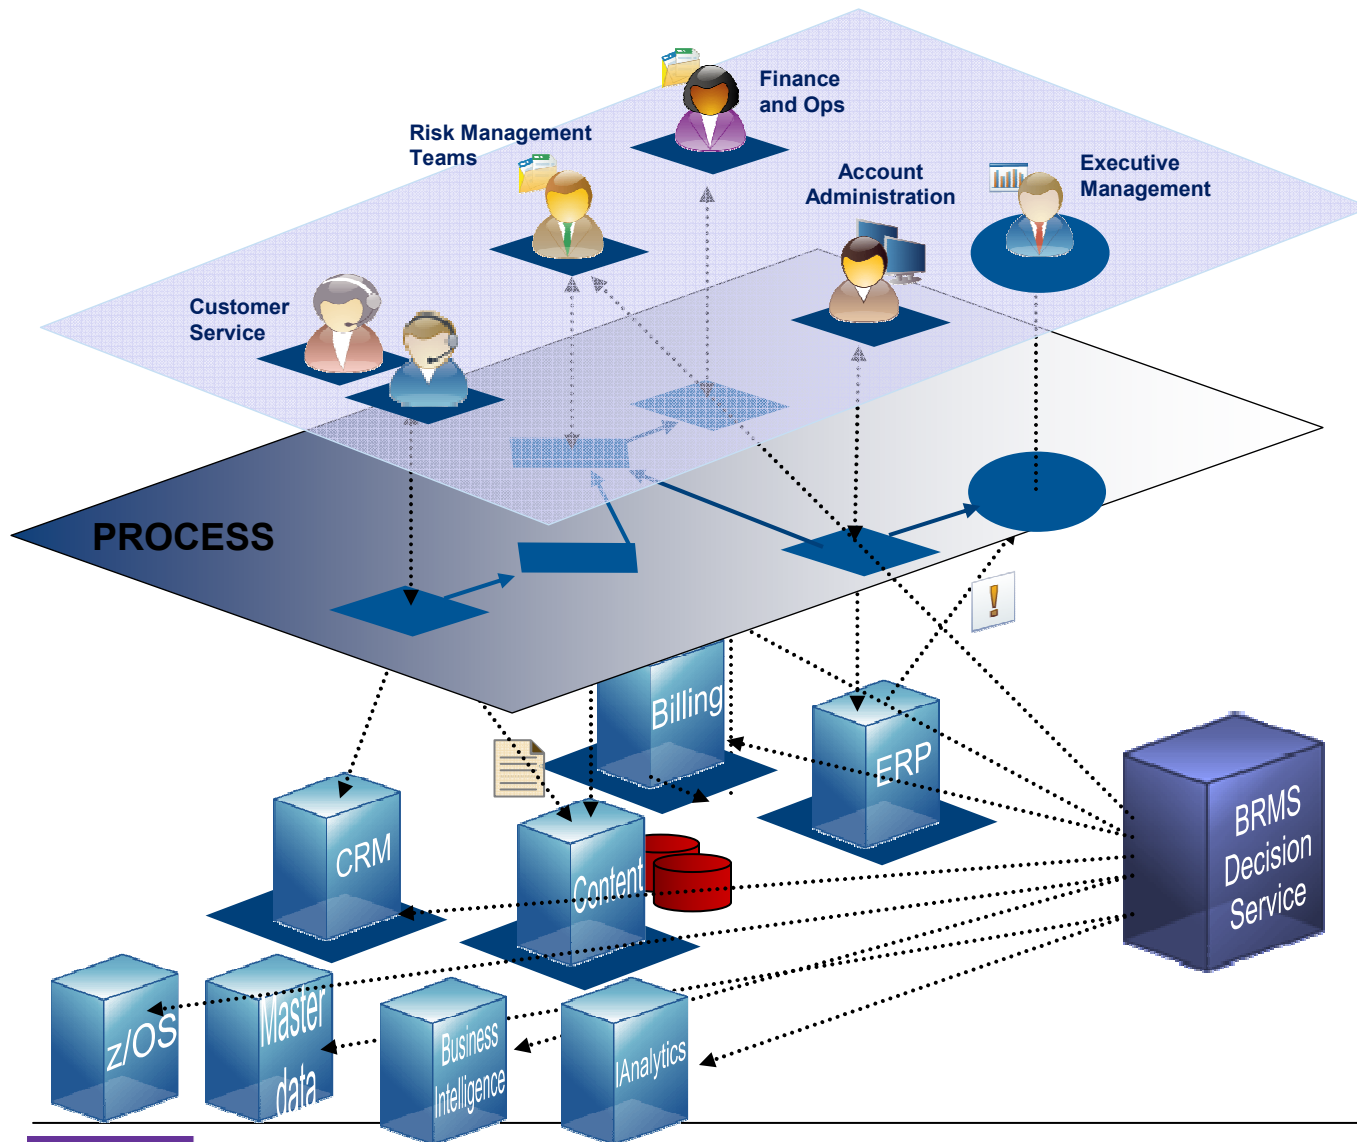 Finance
and Ops
Risk Management
Teams
Executive
Management
Account
Administration
Customer
Service
PROCESS
Billing
ERP
CRM
Content
BRMS
Decision
Service
z/OS
Master
data
Business
Intelligence
IAnalytics